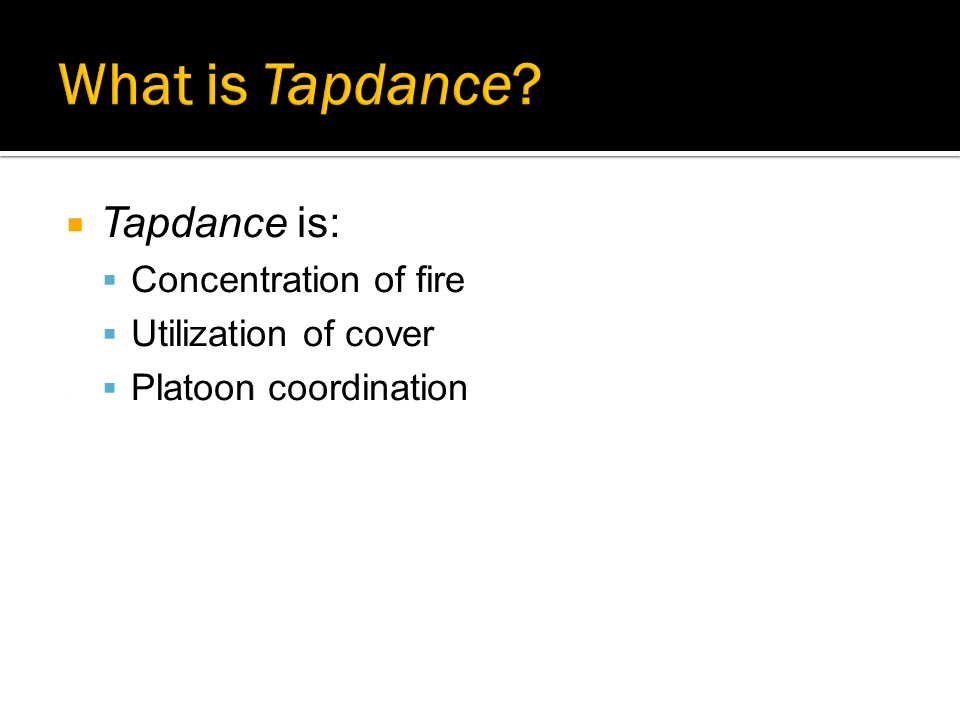 What is Tapdance?
Tapdance is:
Concentration of fire
Utilization of cover
Platoon coordination